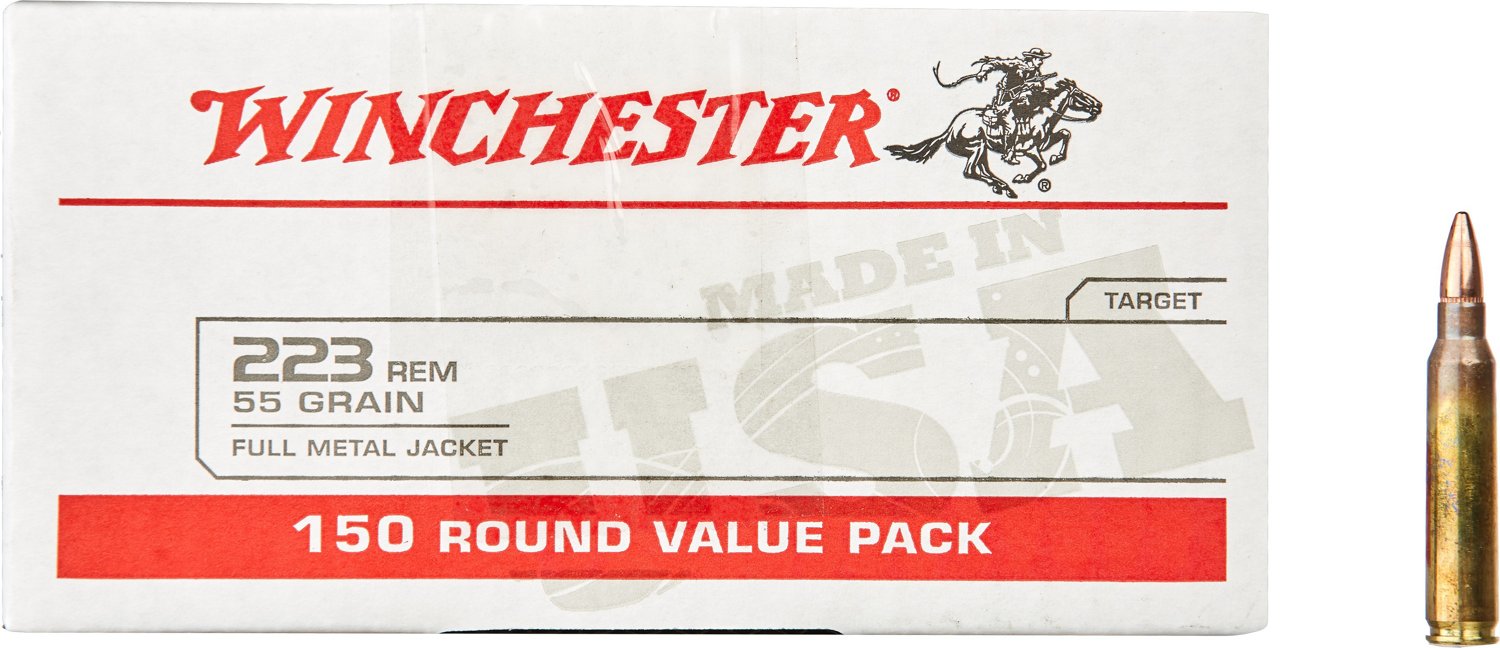 WINCHESTER®
®
MADE IN
USA
TARGET
223 REM
55 GRAIN
FULL METAL JACKET
150 ROUND VALUE PACK